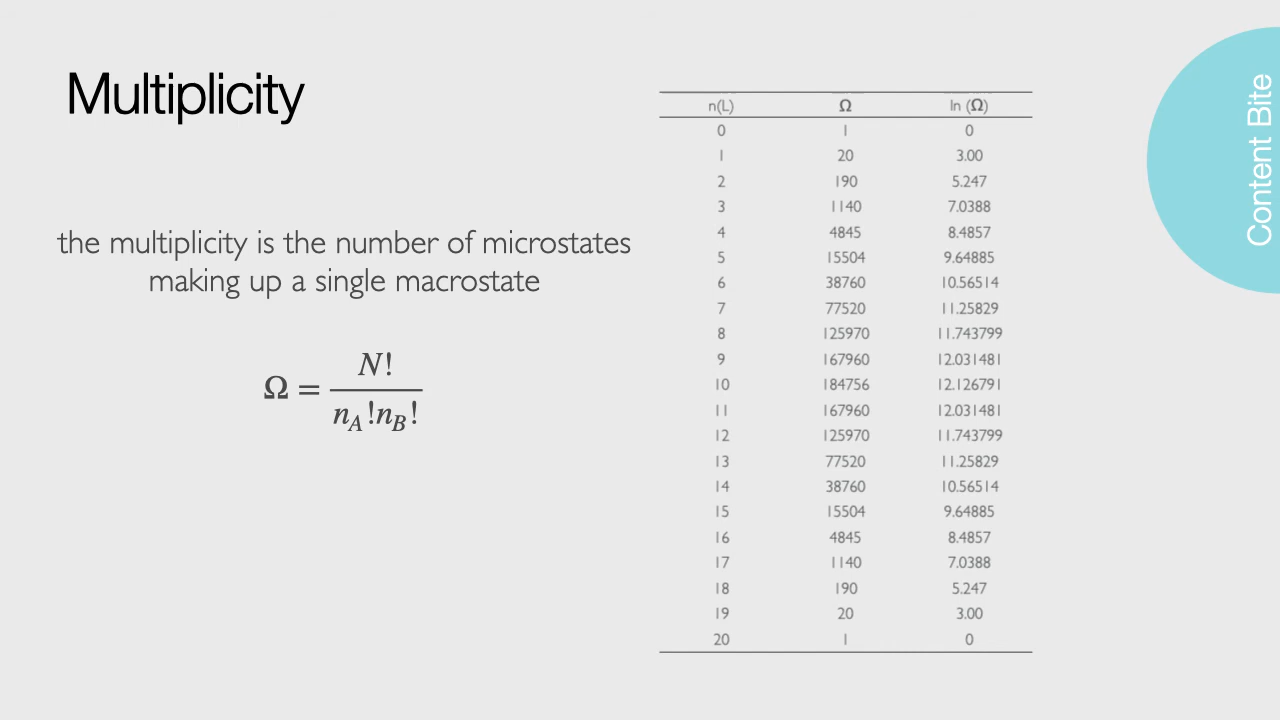 Multiplicity
the multiplicity is the number of microstates
making up a single macrostate
Ω = N! / n_A!n_B!
n(L) Ω ln (Ω)
0 1 0
1 20 3.00
2 190 5.247
3 1140 7.0388
4 4845 8.4857
5 15504 9.64885
6 38760 10.56514
7 77520 11.25829
8 125970 11.743799
9 167960 12.031481
10 184756 12.126791
11 167960 12.031481
12 125970 11.743799
13 77520 11.25829
14 38760 10.56514
15 15504 9.64885
16 4845 8.4857
17 1140 7.0388
18 190 5.247
19 20 3.00
20 1 0
Content Bite